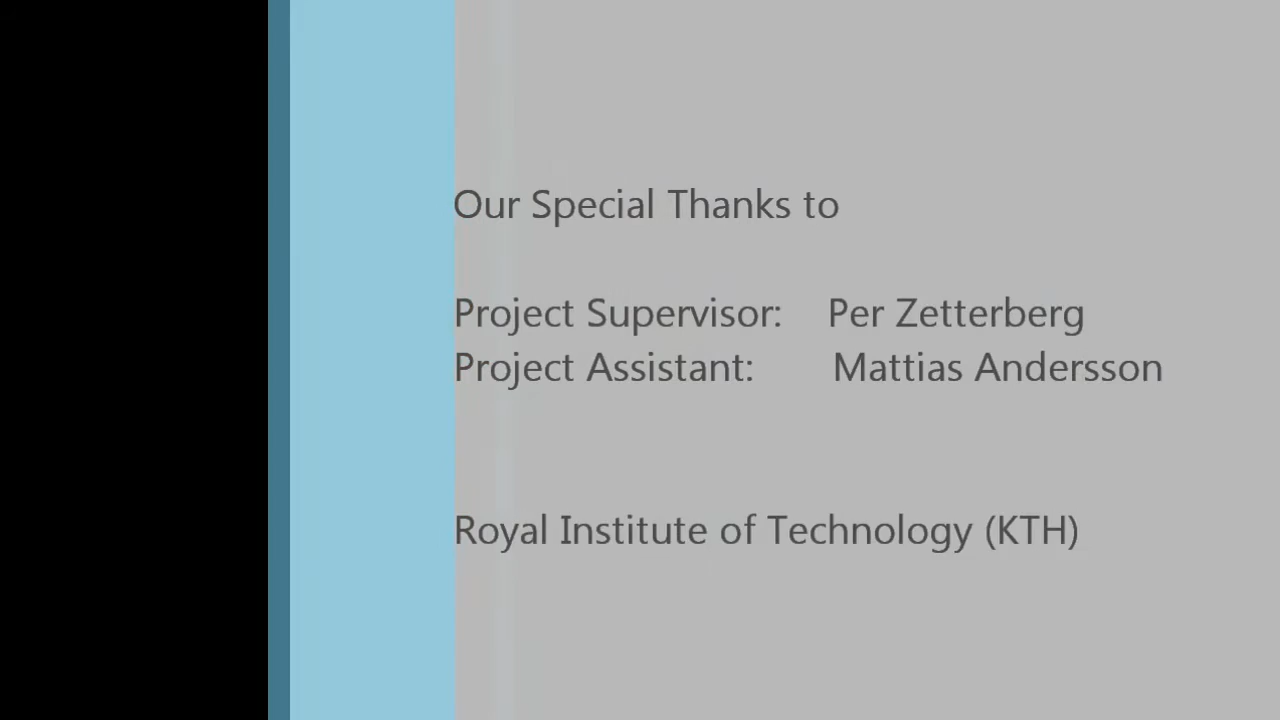 Our Special Thanks to
Project Supervisor: Per Zetterberg
Project Assistant: Mattias Andersson
Royal Institute of Technology (KTH)